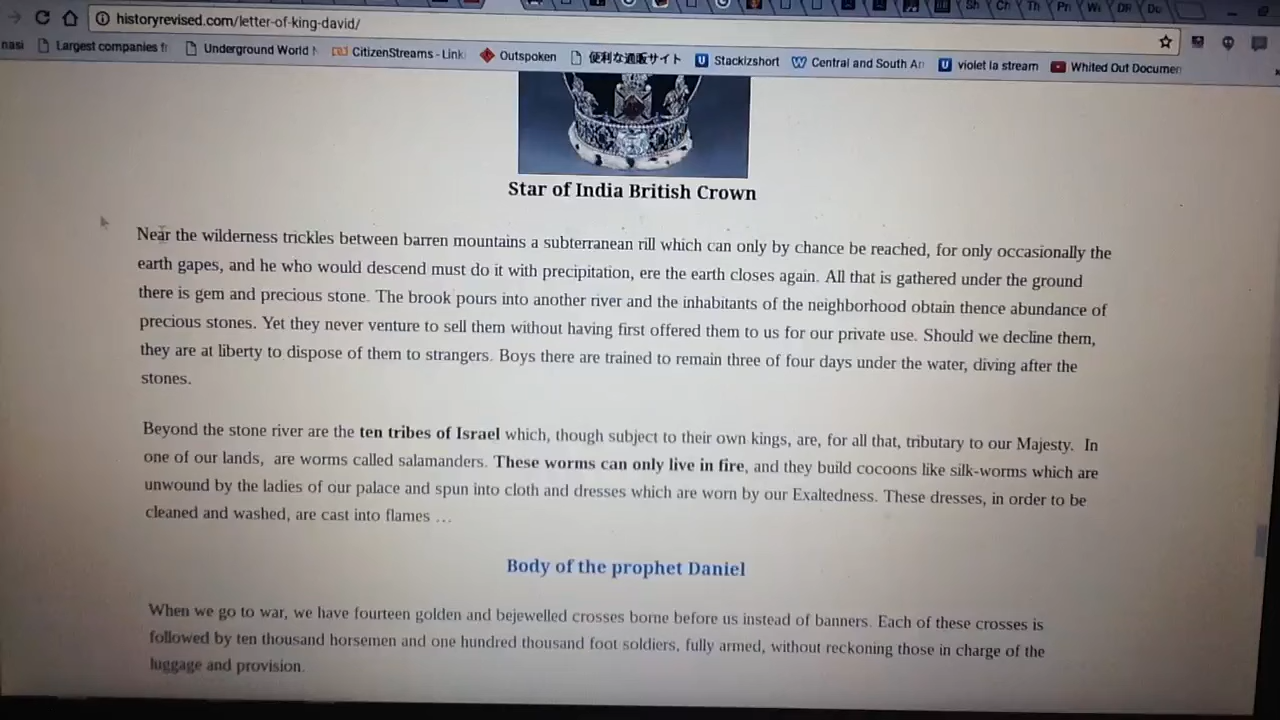 historyrevised.com/letter-of-king-david/
nasi Largest companies fr Underground World N CitizenStreams - Link Outspoken 便利な通販サイト Stackizshort Central and South An violet la stream Whited Out Documen
Star of India British Crown
Near the wilderness trickles between barren mountains a subterranean rill which can only by chance be reached, for only occasionally the
earth gapes, and he who would descend must do it with precipitation, ere the earth closes again. All that is gathered under the ground
there is gem and precious stone. The brook pours into another river and the inhabitants of the neighborhood obtain thence abundance of
precious stones. Yet they never venture to sell them without having first offered them to us for our private use. Should we decline them,
they are at liberty to dispose of them to strangers. Boys there are trained to remain three of four days under the water, diving after the
stones.
Beyond the stone river are the ten tribes of Israel which, though subject to their own kings, are, for all that, tributary to our Majesty. In
one of our lands, are worms called salamanders. These worms can only live in fire, and they build cocoons like silk-worms which are
unwound by the ladies of our palace and spun into cloth and dresses which are worn by our Exaltedness. These dresses, in order to be
cleaned and washed, are cast into flames …
Body of the prophet Daniel
When we go to war, we have fourteen golden and bejewelled crosses borne before us instead of banners. Each of these crosses is
followed by ten thousand horsemen and one hundred thousand foot soldiers, fully armed, without reckoning those in charge of the
luggage and provision.